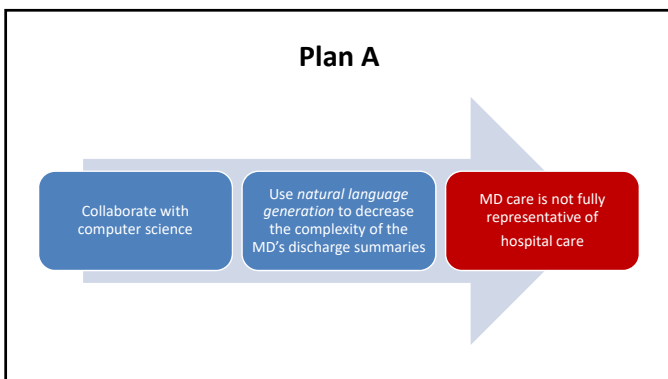 Plan A
Collaborate with
computer science
Use natural language
generation to decrease
the complexity of the
MD's discharge summaries
MD care is not fully
representative of
hospital care